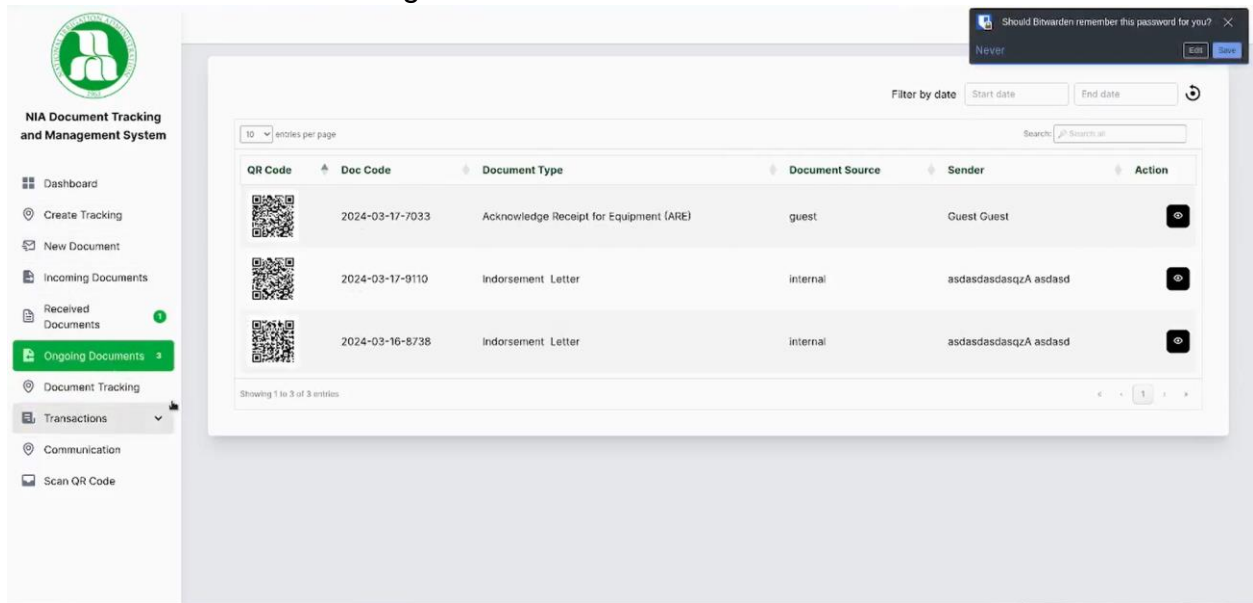 Should Bitwarden remember this password for you?
Never Edit Save
NIA Document Tracking
and Management System
Dashboard
Create Tracking
New Document
Incoming Documents
Received
Documents 1
Ongoing Documents 3
Document Tracking
Transactions
Communication
Scan QR Code
Filter by date Start date End date
10 entries per page Search: Search all
QR Code Doc Code Document Type Document Source Sender Action
2024-03-17-7033 Acknowledge Receipt for Equipment (ARE) guest Guest Guest
2024-03-17-9110 Indorsement Letter internal asdasdasdasqzA asdasd
2024-03-16-8738 Indorsement Letter internal asdasdasdasqzA asdasd
Showing 1 to 3 of 3 entries « ‹ 1 › »